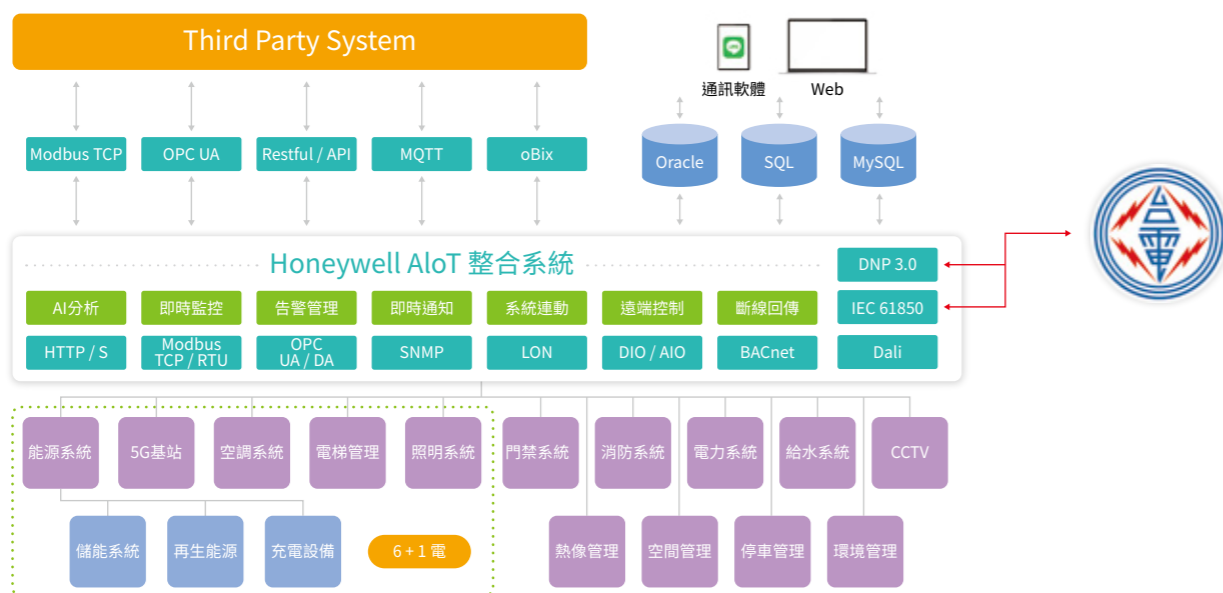 Third Party System
通訊軟體
Web
Modbus TCP
OPC UA
Restful / API
MQTT
oBix
Oracle
SQL
MySQL
台電
Honeywell AIoT 整合系統
DNP 3.0
AI分析
即時監控
告警管理
即時通知
系統連動
遠端控制
斷線回傳
IEC 61850
HTTP / S
Modbus
TCP / RTU
OPC
UA / DA
SNMP
LON
DIO / AIO
BACnet
Dali
能源系統
5G基站
空調系統
電梯管理
照明系統
門禁系統
消防系統
電力系統
給水系統
CCTV
儲能系統
再生能源
充電設備
6 + 1 電
熱像管理
空間管理
停車管理
環境管理